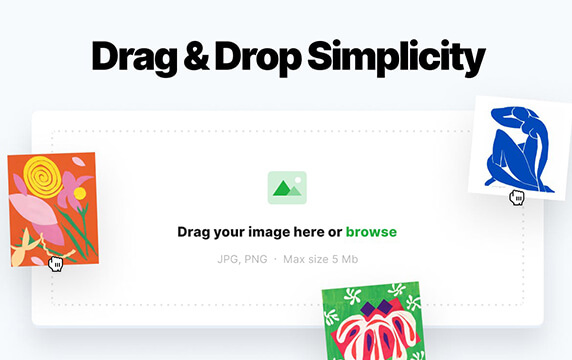 Drag & Drop Simplicity
Drag your image here or browse
JPG, PNG · Max size 5 Mb